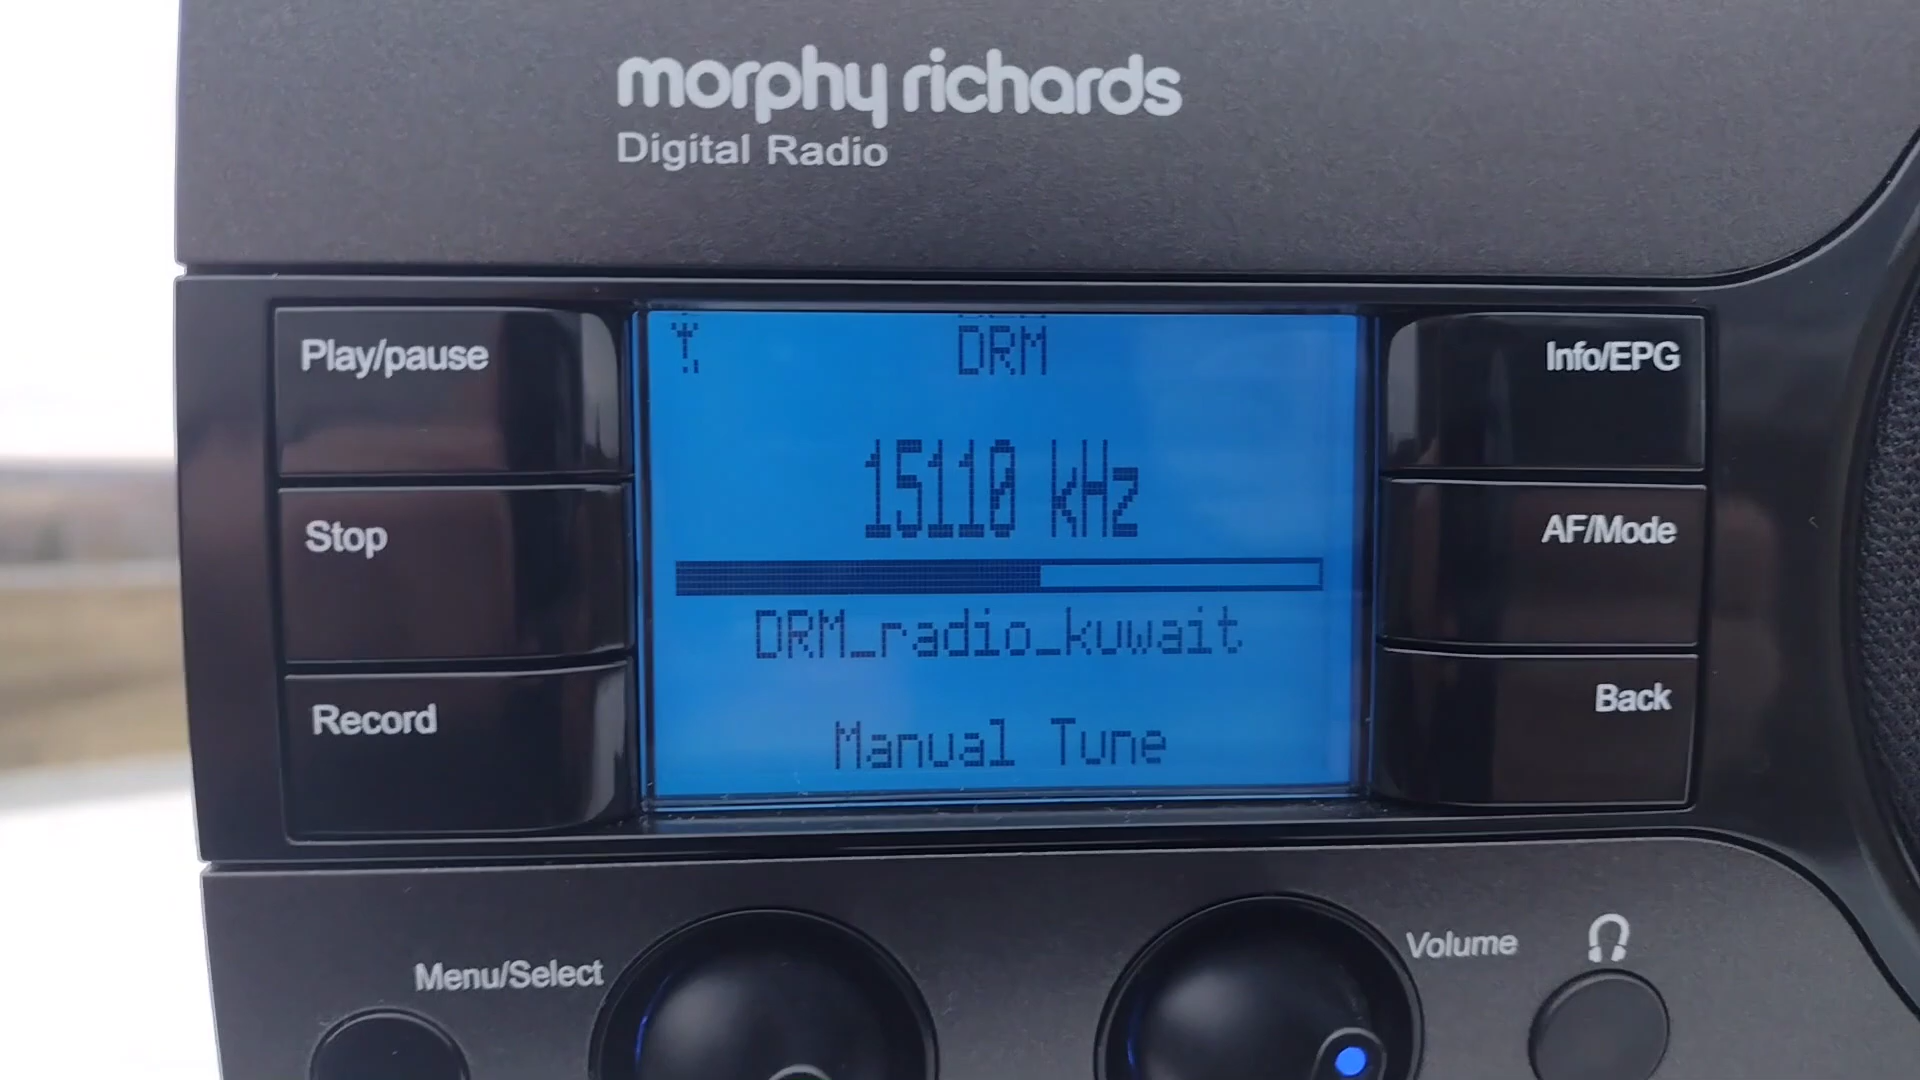 morphy richards
Digital Radio
Play/pause
Stop
Record
DRM
15110 kHz
DRM_radio_kuwait
Manual Tune
Info/EPG
AF/Mode
Back
Menu/Select
Volume